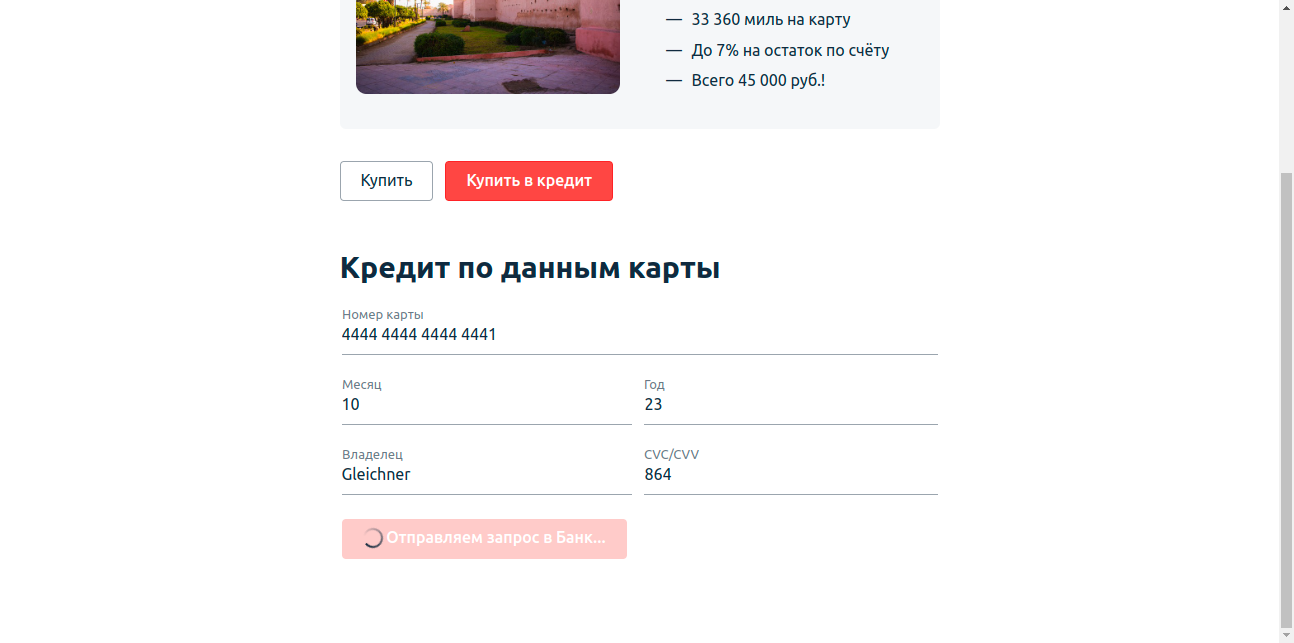 — 33 360 миль на карту
— До 7% на остаток по счёту
— Всего 45 000 руб.!
Купить Купить в кредит
Кредит по данным карты
Номер карты
4444 4444 4444 4441
Месяц Год
10 23
Владелец CVC/CVV
Gleichner 864
Отправляем запрос в Банк...